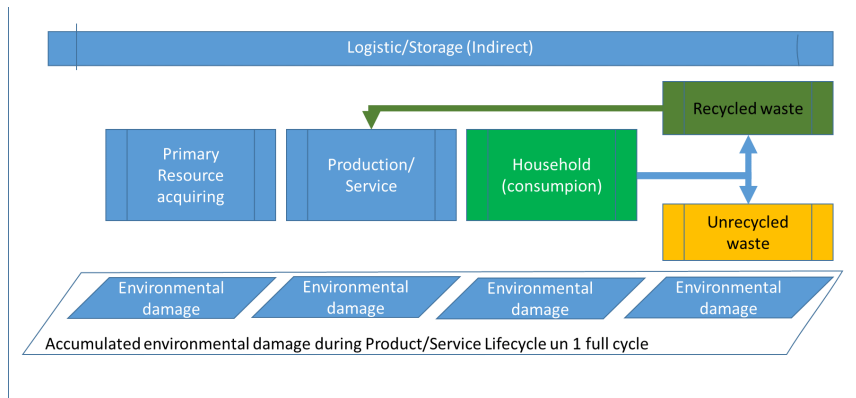 Logistic/Storage (Indirect)
Recycled waste
Primary
Resource
acquiring
Production/
Service
Household
(consumpion)
Unrecycled
waste
Environmental
damage
Environmental
damage
Environmental
damage
Environmental
damage
Accumulated environmental damage during Product/Service Lifecycle un 1 full cycle